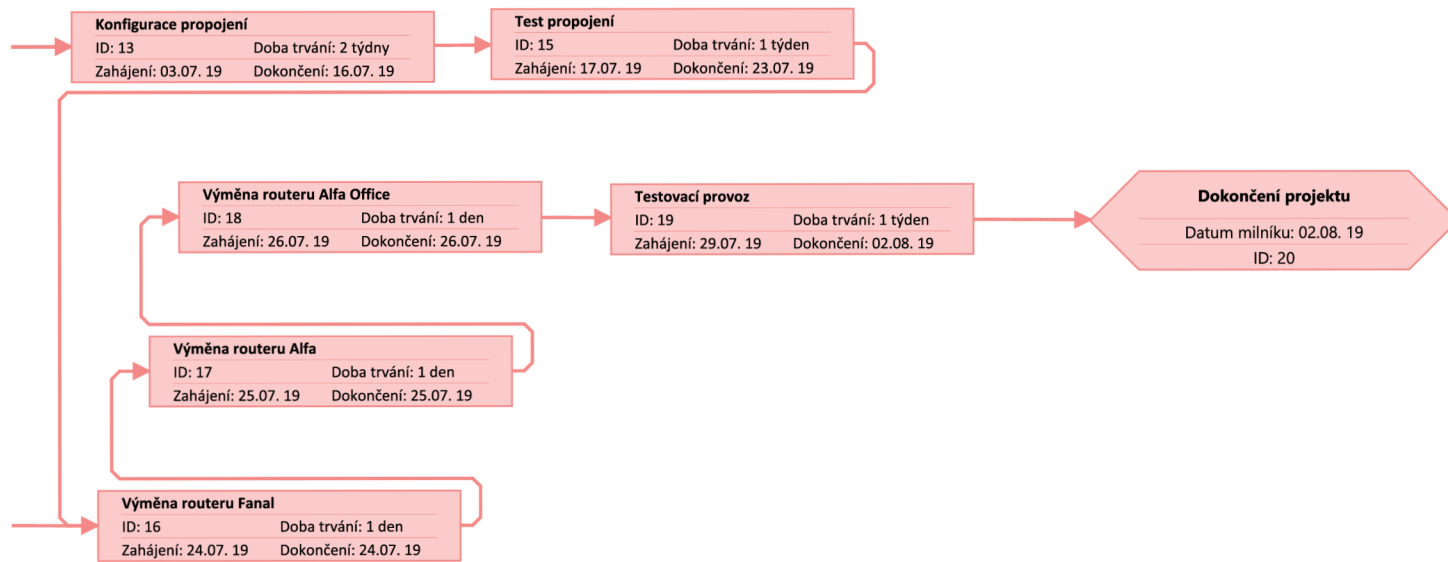 Konfigurace propojení
ID: 13 Doba trvání: 2 týdny
Zahájení: 03.07. 19 Dokončení: 16.07. 19
Test propojení
ID: 15 Doba trvání: 1 týden
Zahájení: 17.07. 19 Dokončení: 23.07. 19
Výměna routeru Alfa Office
ID: 18 Doba trvání: 1 den
Zahájení: 26.07. 19 Dokončení: 26.07. 19
Testovací provoz
ID: 19 Doba trvání: 1 týden
Zahájení: 29.07. 19 Dokončení: 02.08. 19
Dokončení projektu
Datum milníku: 02.08. 19
ID: 20
Výměna routeru Alfa
ID: 17 Doba trvání: 1 den
Zahájení: 25.07. 19 Dokončení: 25.07. 19
Výměna routeru Fanal
ID: 16 Doba trvání: 1 den
Zahájení: 24.07. 19 Dokončení: 24.07. 19